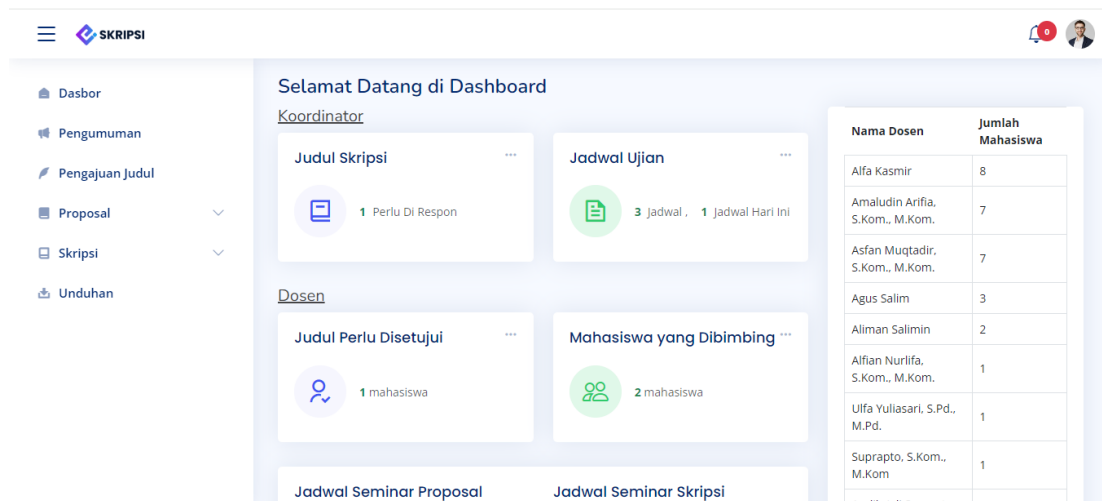 SKRIPSI
0
Dasbor
Pengumuman
Pengajuan Judul
Proposal
Skripsi
Unduhan
Selamat Datang di Dashboard
Koordinator
Judul Skripsi
1 Perlu Di Respon
Jadwal Ujian
3 Jadwal , 1 Jadwal Hari Ini
Dosen
Judul Perlu Disetujui
1 mahasiswa
Mahasiswa yang Dibimbing
2 mahasiswa
Jadwal Seminar Proposal
Jadwal Seminar Skripsi
Nama Dosen
Jumlah
Mahasiswa
Alfa Kasmir
8
Amaludin Arifia,
S.Kom., M.Kom.
7
Asfan Muqtadir,
S.Kom., M.Kom.
7
Agus Salim
3
Aliman Salimin
2
Alfian Nurlifa,
S.Kom., M.Kom.
1
Ulfa Yuliasari, S.Pd.,
M.Pd.
1
Suprapto, S.Kom.,
M.Kom
1